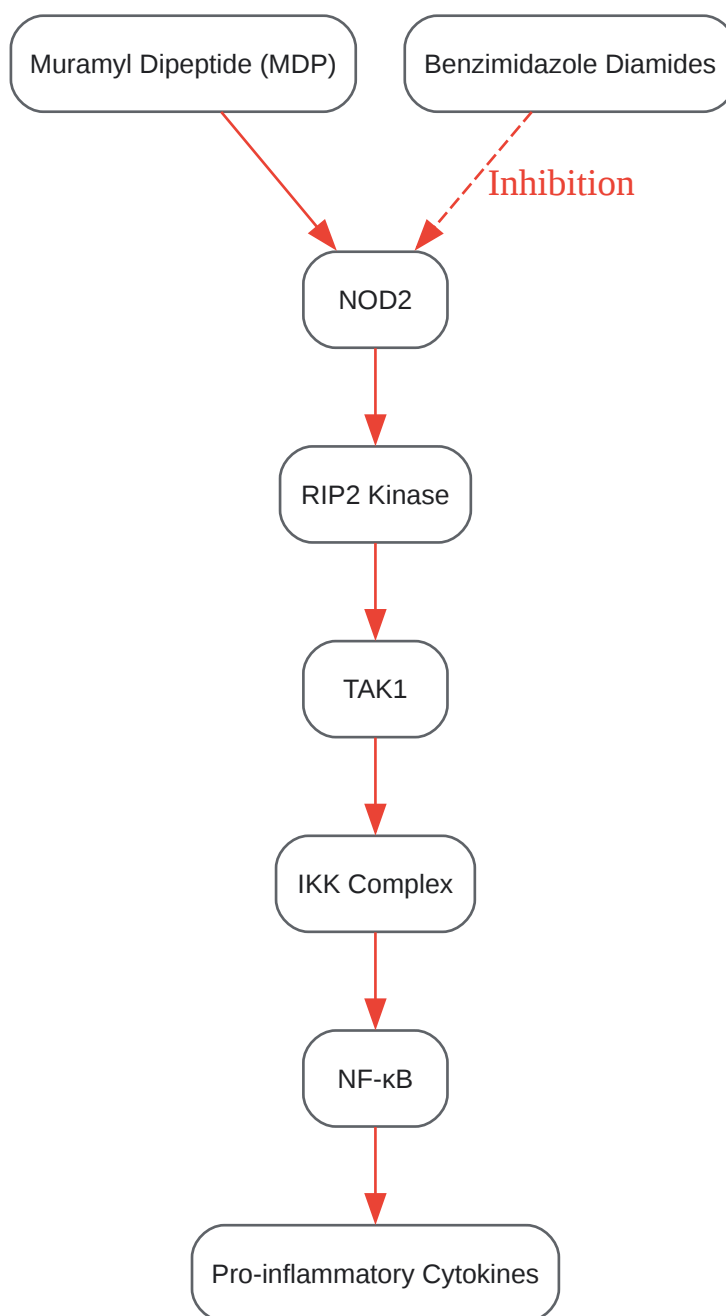 Muramyl Dipeptide (MDP)
Benzimidazole Diamides
Inhibition
NOD2
RIP2 Kinase
TAK1
IKK Complex
NF-κB
Pro-inflammatory Cytokines